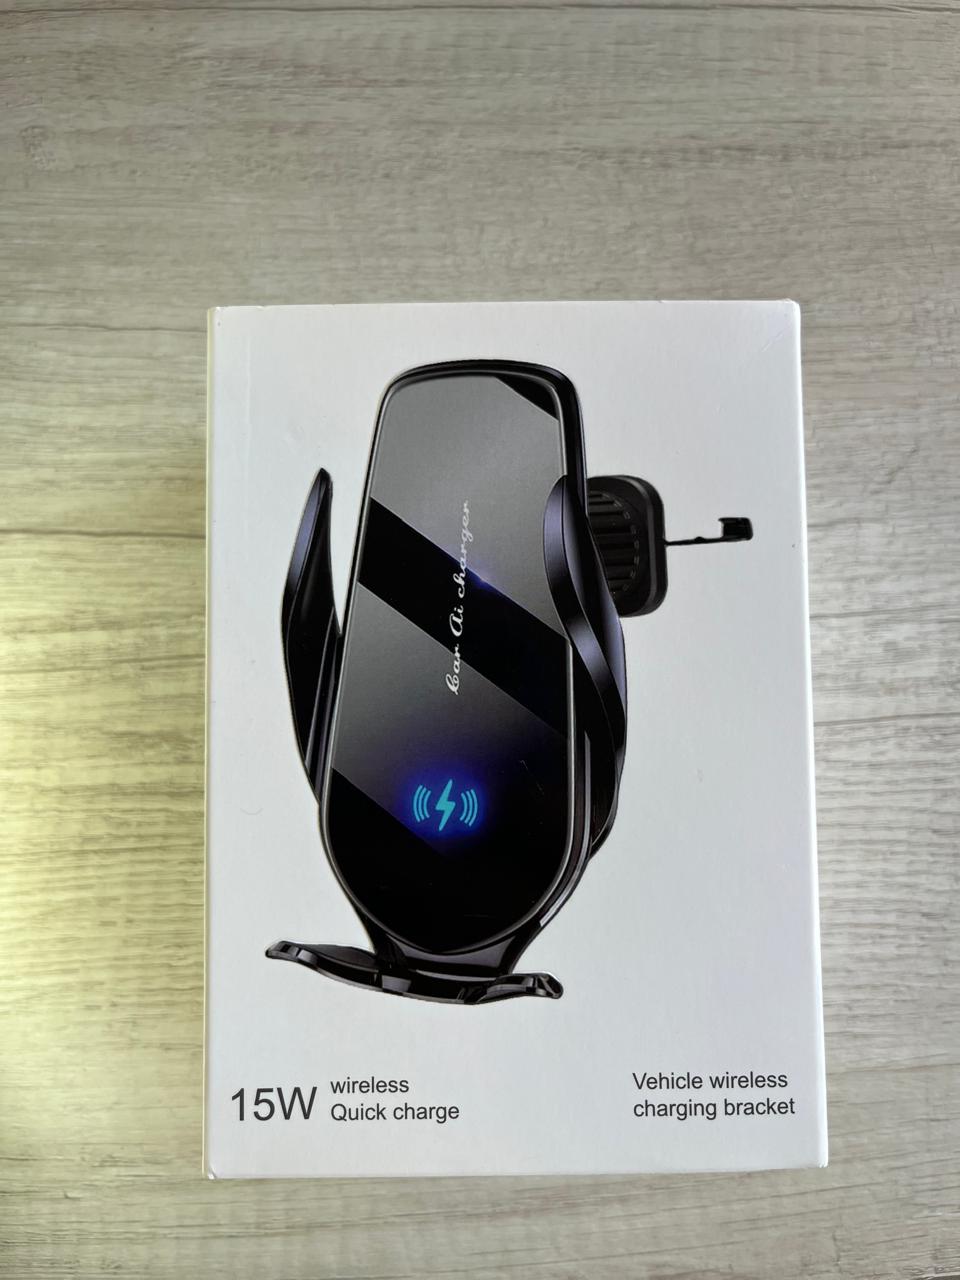 Car Ai charger
15W
wireless
Quick charge
Vehicle wireless
charging bracket